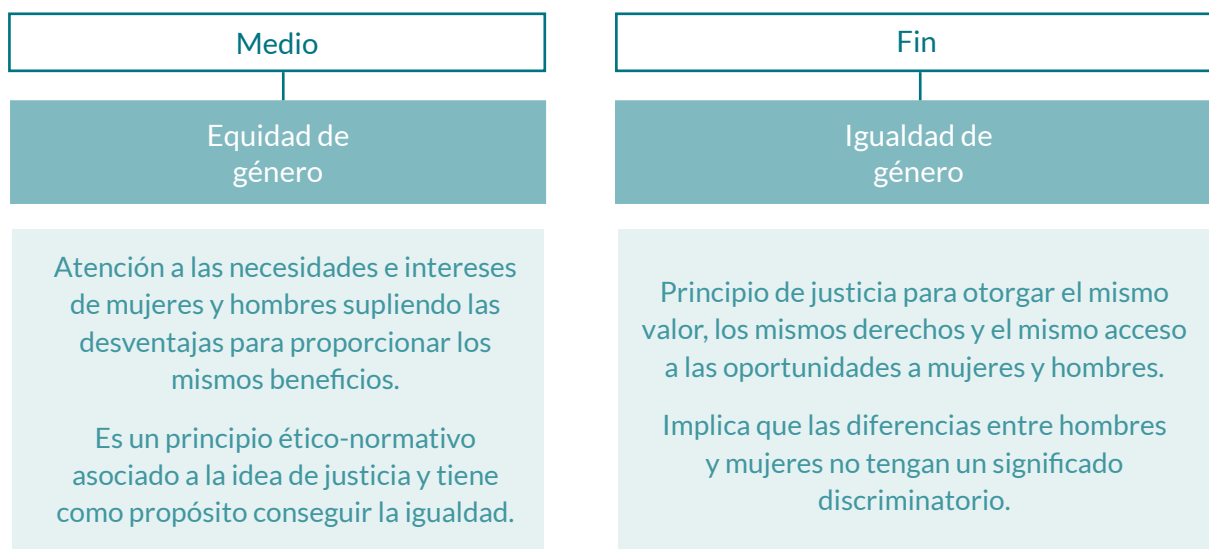 Medio
Equidad de
género
Atención a las necesidades e intereses
de mujeres y hombres supliendo las
desventajas para proporcionar los
mismos beneficios.
Es un principio ético-normativo
asociado a la idea de justicia y tiene
como propósito conseguir la igualdad.
Fin
Igualdad de
género
Principio de justicia para otorgar el mismo
valor, los mismos derechos y el mismo acceso
a las oportunidades a mujeres y hombres.
Implica que las diferencias entre hombres
y mujeres no tengan un significado
discriminatorio.